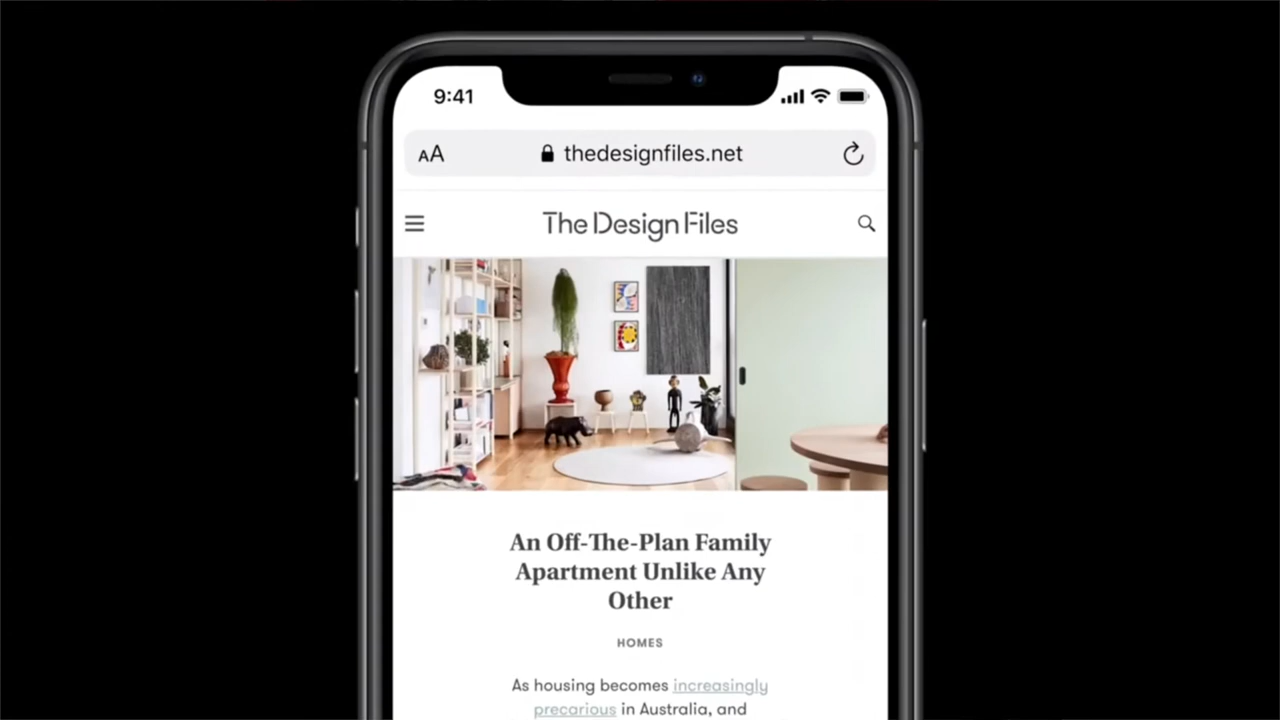 9:41
AA thedesignfiles.net
The Design Files
An Off-The-Plan Family
Apartment Unlike Any
Other
HOMES
As housing becomes increasingly
precarious in Australia, and